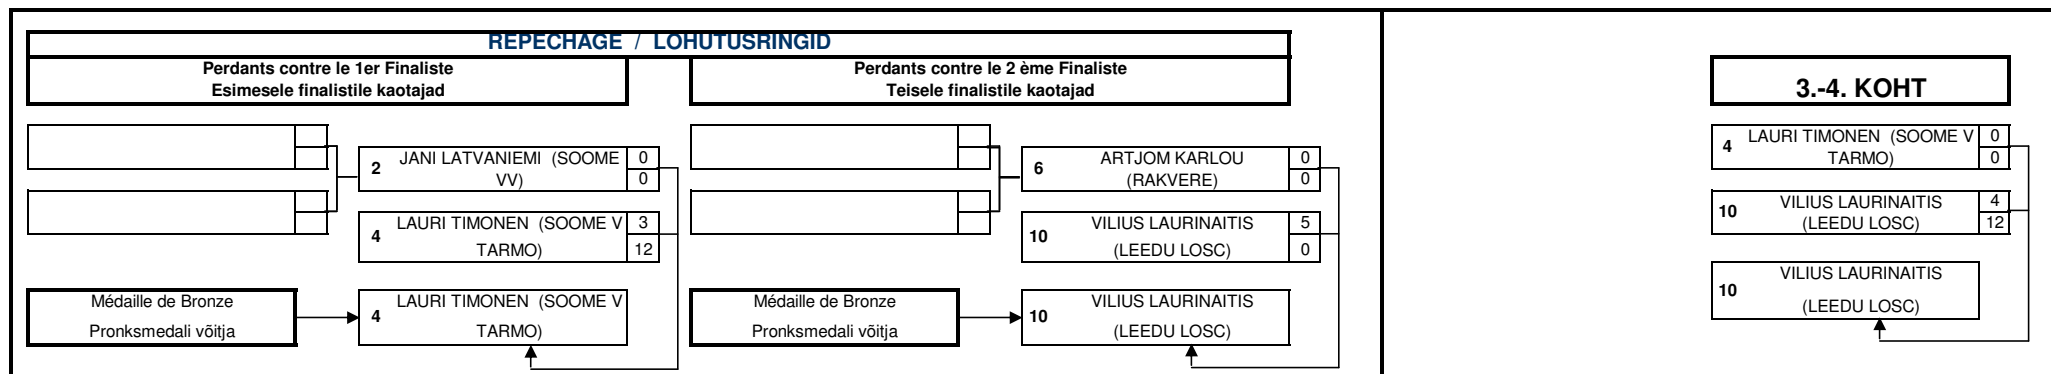 REPECHAGE / LOHUTUSRINGID
Perdants contre le 1er Finaliste
Esimesele finalistile kaotajad
Perdants contre le 2 ème Finaliste
Teisele finalistile kaotajad
3.-4. KOHT
2 JANI LATVANIEMI (SOOME 0
VV) 0
4 LAURI TIMONEN (SOOME V 3
TARMO) 12
Médaille de Bronze
Pronksmedali võitja
4 LAURI TIMONEN (SOOME V
TARMO)
6 ARTJOM KARLOU 0
(RAKVERE) 0
10 VILIUS LAURINAITIS 5
(LEEDU LOSC) 0
Médaille de Bronze
Pronksmedali võitja
10 VILIUS LAURINAITIS
(LEEDU LOSC)
4 LAURI TIMONEN (SOOME V 0
TARMO) 0
10 VILIUS LAURINAITIS 4
(LEEDU LOSC) 12
10 VILIUS LAURINAITIS
(LEEDU LOSC)